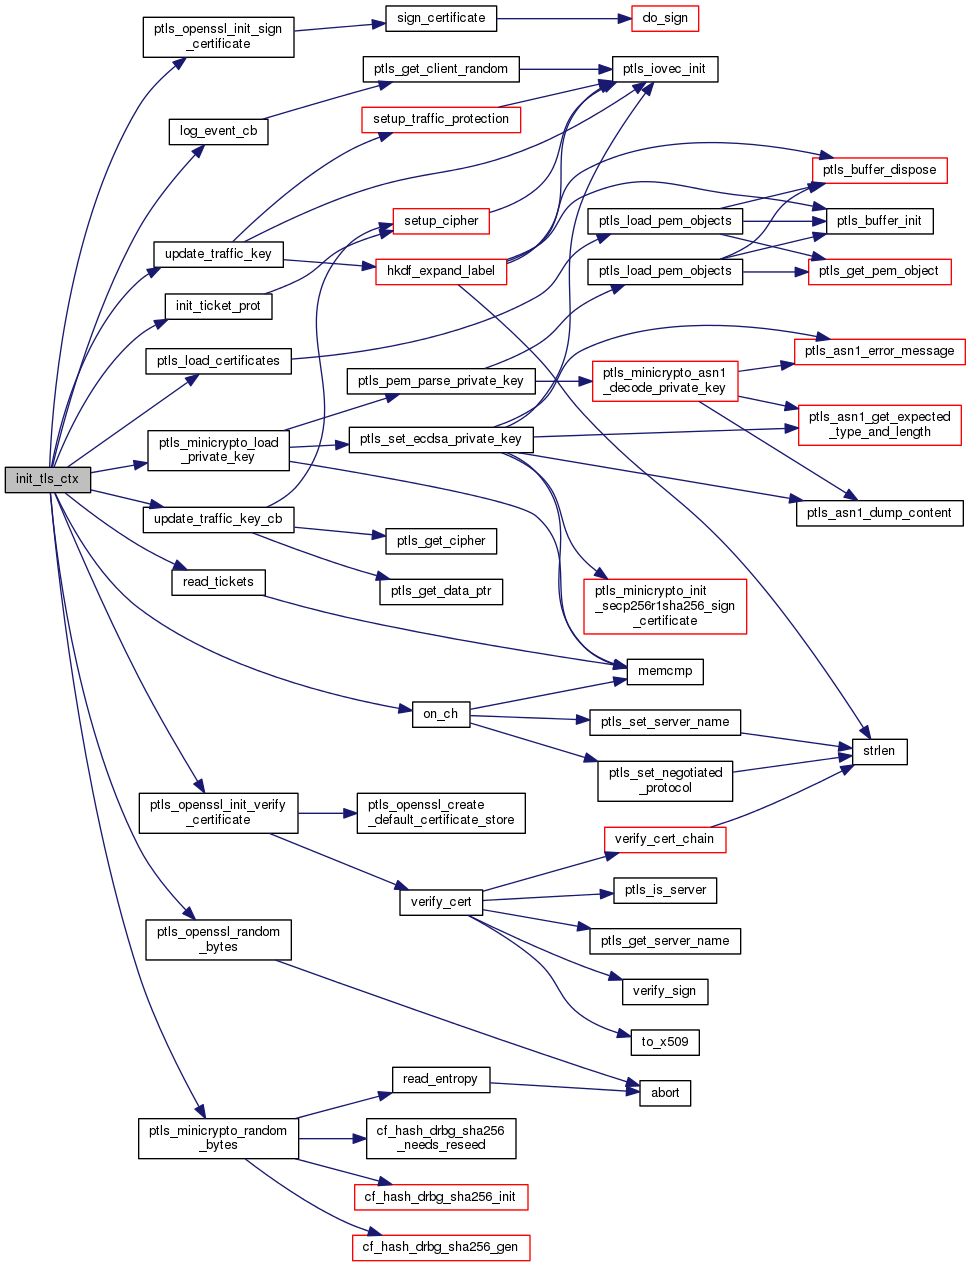 ptls_openssl_init_sign
_certificate
sign_certificate
do_sign
ptls_get_client_random
ptls_iovec_init
log_event_cb
setup_traffic_protection
ptls_buffer_dispose
setup_cipher
ptls_load_pem_objects
ptls_buffer_init
update_traffic_key
hkdf_expand_label
ptls_load_pem_objects
ptls_get_pem_object
init_ticket_prot
ptls_load_certificates
ptls_asn1_error_message
ptls_pem_parse_private_key
ptls_minicrypto_asn1
_decode_private_key
ptls_asn1_get_expected
_type_and_length
ptls_minicrypto_load
_private_key
ptls_set_ecdsa_private_key
init_tls_ctx
update_traffic_key_cb
ptls_asn1_dump_content
ptls_get_cipher
read_tickets
ptls_get_data_ptr
ptls_minicrypto_init
_secp256r1sha256_sign
_certificate
memcmp
on_ch
ptls_set_server_name
strlen
ptls_set_negotiated
_protocol
ptls_openssl_init_verify
_certificate
ptls_openssl_create
_default_certificate_store
verify_cert_chain
verify_cert
ptls_is_server
ptls_openssl_random
_bytes
ptls_get_server_name
verify_sign
to_x509
read_entropy
abort
ptls_minicrypto_random
_bytes
cf_hash_drbg_sha256
_needs_reseed
cf_hash_drbg_sha256_init
cf_hash_drbg_sha256_gen